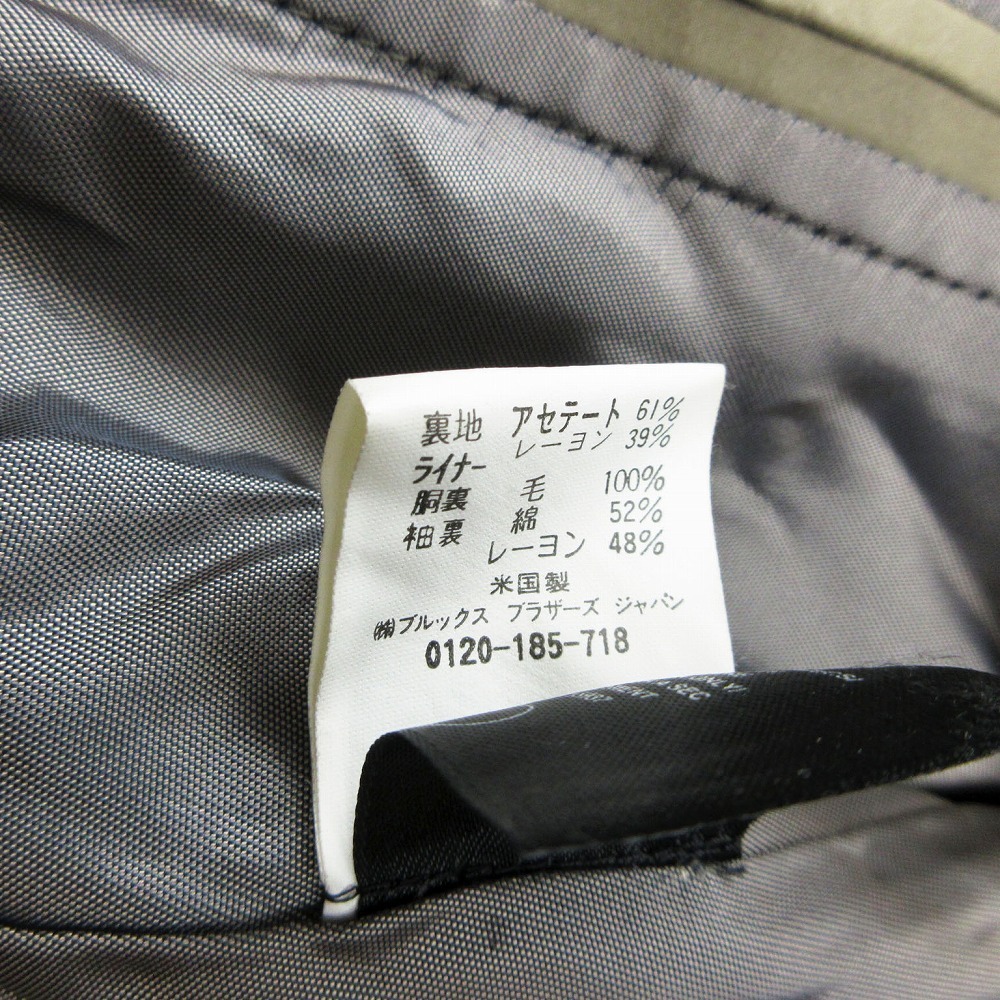 裏地 アセテート 61%
レーヨン 39%
ライナー
胴裏 毛 100%
袖裏 綿 52%
レーヨン 48%
米国製
㈱ブルックス ブラザーズ ジャパン
0120-185-718